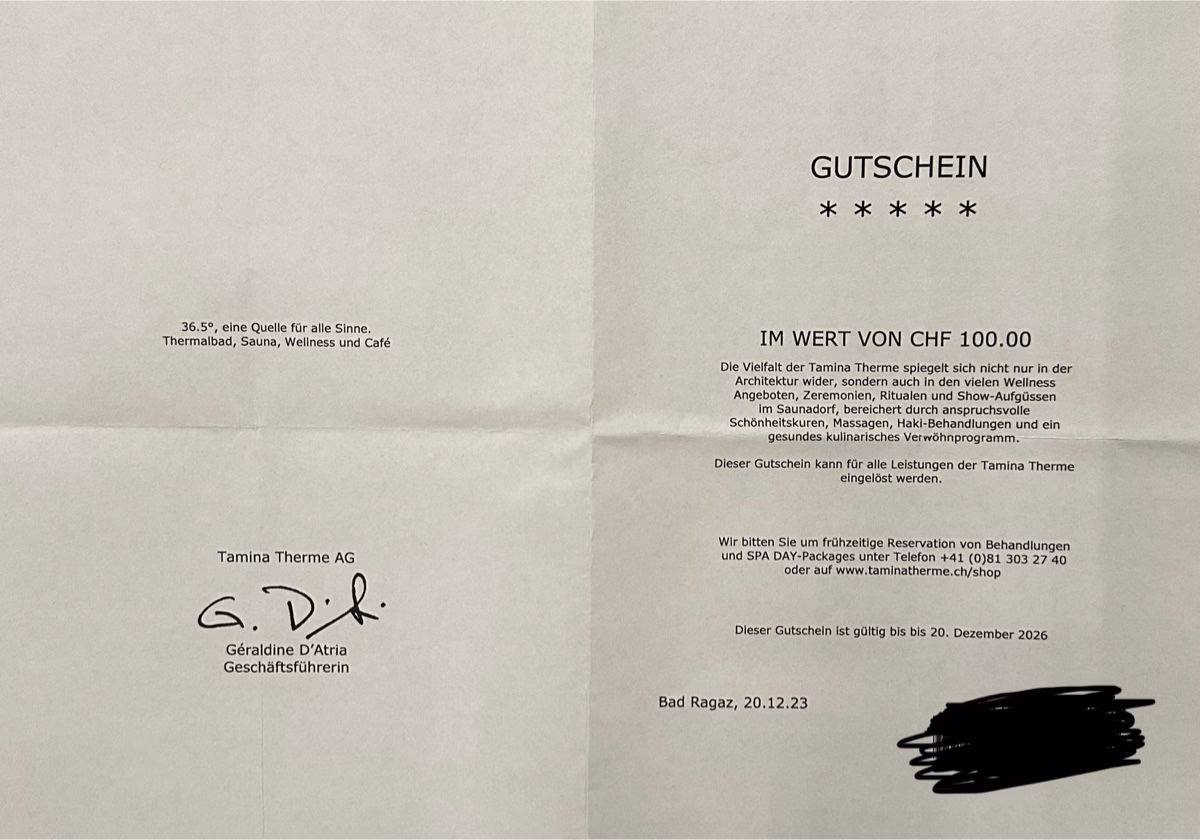 36.5°, eine Quelle für alle Sinne.
Thermalbad, Sauna, Wellness und Café
Tamina Therme AG
G. D'A.
Géraldine D'Atria
Geschäftsführerin
GUTSCHEIN
* * * * *
IM WERT VON CHF 100.00
Die Vielfalt der Tamina Therme spiegelt sich nicht nur in der
Architektur wider, sondern auch in den vielen Wellness
Angeboten, Zeremonien, Ritualen und Show-Aufgüssen
im Saunadorf, bereichert durch anspruchsvolle
Schönheitskuren, Massagen, Haki-Behandlungen und ein
gesundes kulinarisches Verwöhnprogramm.
Dieser Gutschein kann für alle Leistungen der Tamina Therme
eingelöst werden.
Wir bitten Sie um frühzeitige Reservation von Behandlungen
und SPA DAY-Packages unter Telefon +41 (0)81 303 27 40
oder auf www.taminatherme.ch/shop
Dieser Gutschein ist gültig bis bis 20. Dezember 2026
Bad Ragaz, 20.12.23